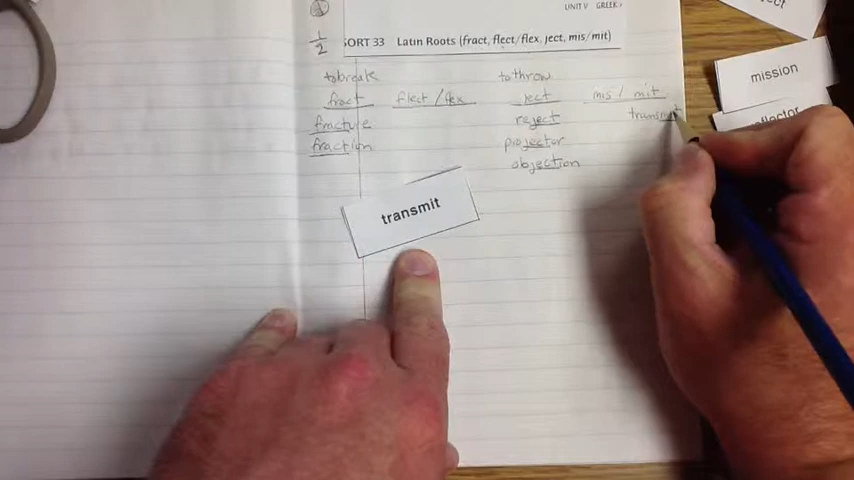 UNIT V GREEK
1/2
SORT 33 Latin Roots (fract, flect/flex, ject, mis/mit)
to break to throw
fract flect/flex ject mis / mit
fracture reject transmit
fraction projector
objection
transmit
mission